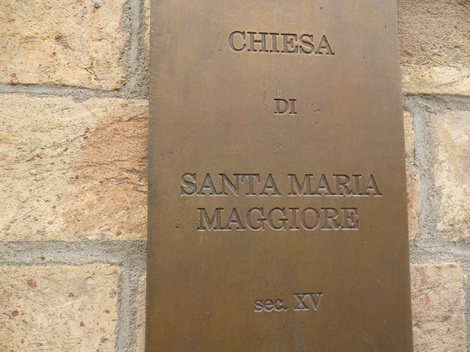 CHIESA
DI
SANTA MARIA
MAGGIORE
sec. XV